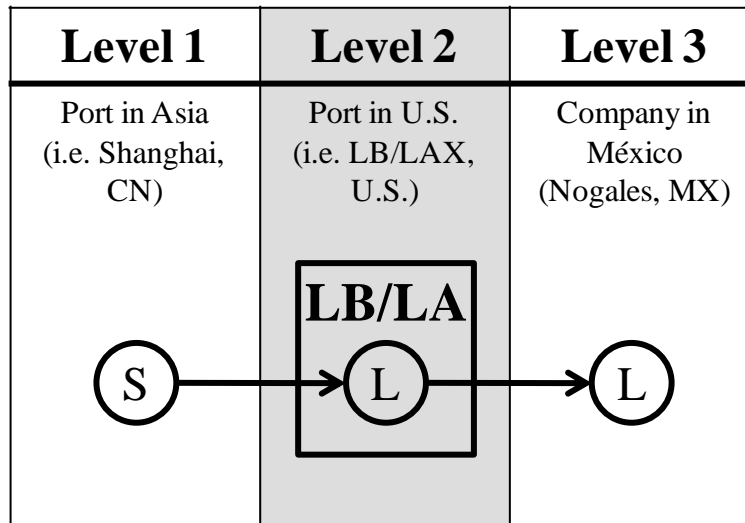 Level 1
Level 2
Level 3
Port in Asia
(i.e. Shanghai,
CN)
Port in U.S.
(i.e. LB/LAX,
U.S.)
Company in
México
(Nogales, MX)
LB/LA
S
L
L